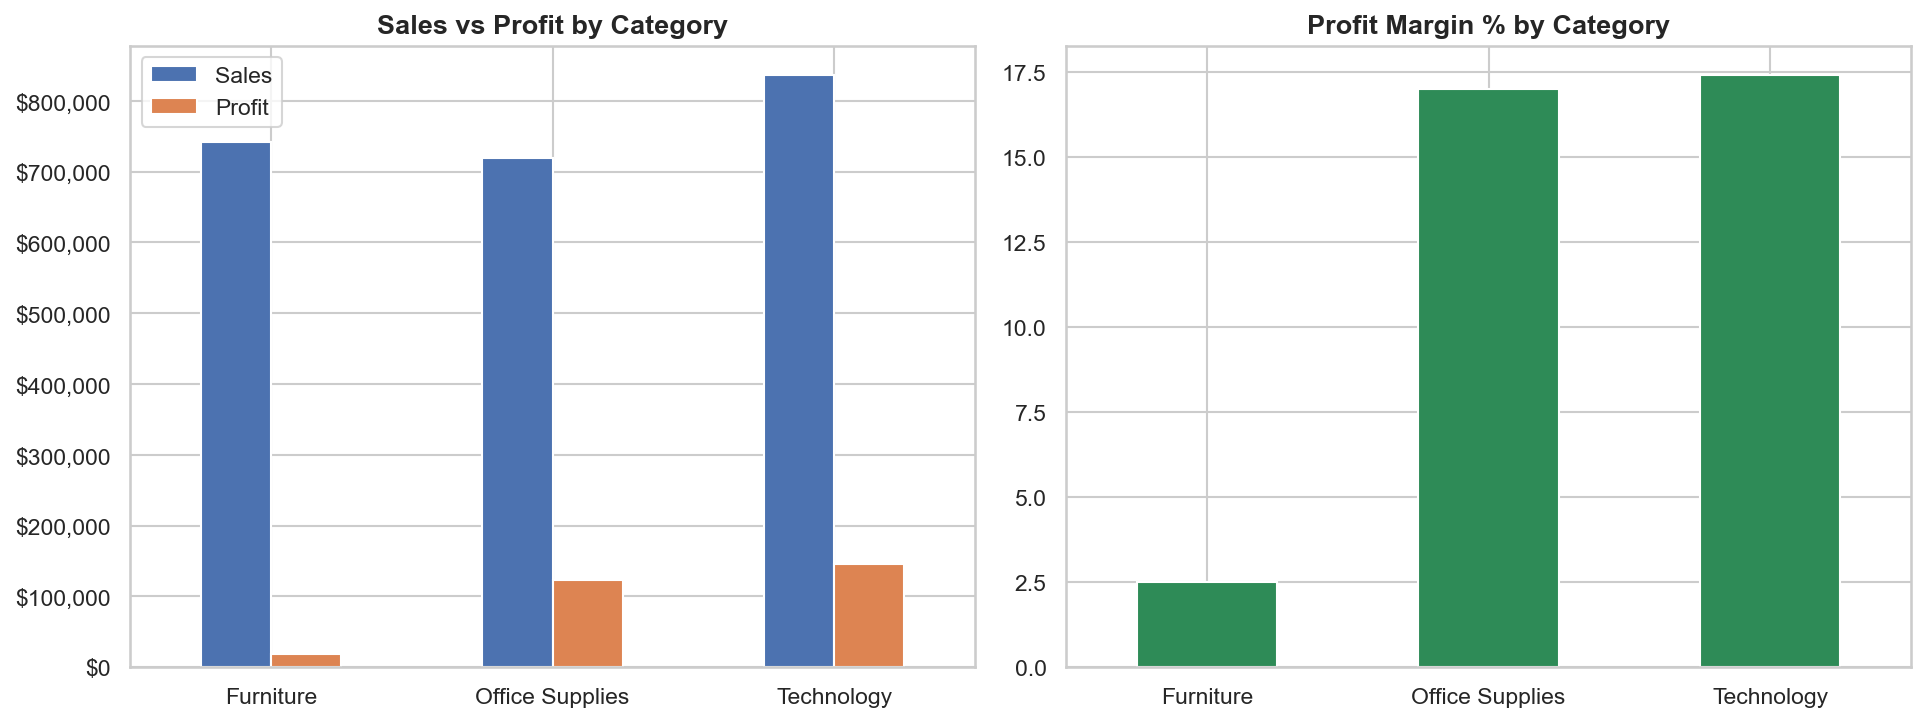 Sales vs Profit by Category
Sales
Profit
$800,000
$700,000
$600,000
$500,000
$400,000
$300,000
$200,000
$100,000
$0
Furniture
Office Supplies
Technology
Profit Margin % by Category
17.5
15.0
12.5
10.0
7.5
5.0
2.5
0.0
Furniture
Office Supplies
Technology